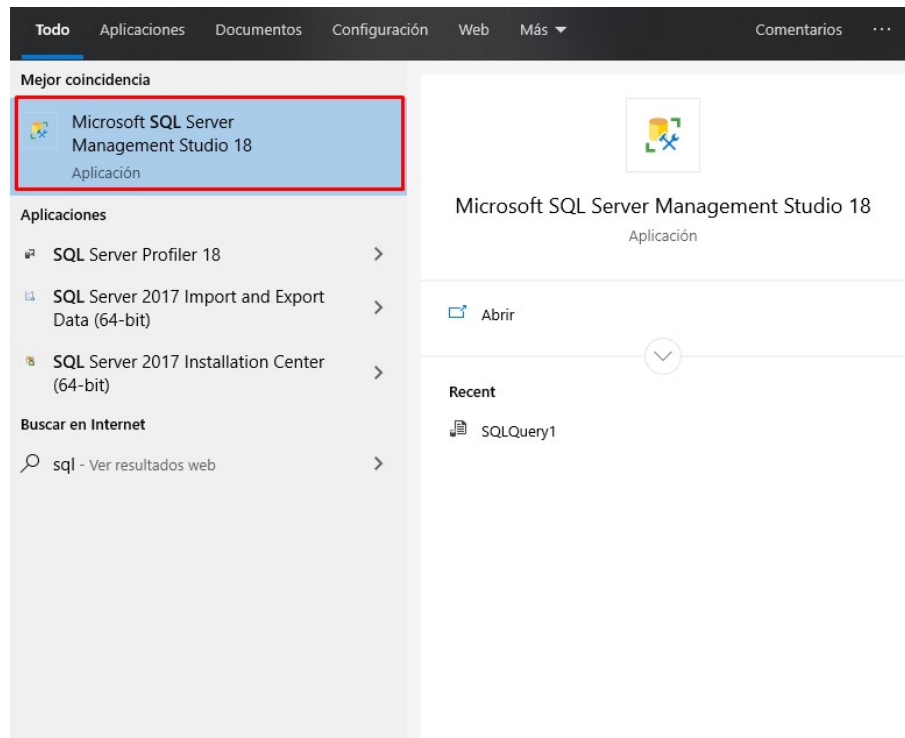 Todo Aplicaciones Documentos Configuración Web Más Comentarios ...
Mejor coincidencia
Microsoft SQL Server
Management Studio 18
Aplicación
Aplicaciones
SQL Server Profiler 18
SQL Server 2017 Import and Export
Data (64-bit)
SQL Server 2017 Installation Center
(64-bit)
Buscar en Internet
sql - Ver resultados web
Microsoft SQL Server Management Studio 18
Aplicación
Abrir
Recent
SQLQuery1